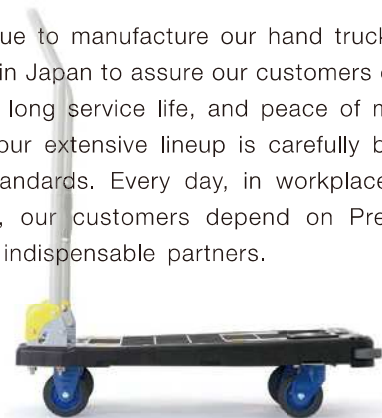 ue to manufacture our hand truck
in Japan to assure our customers
long service life, and peace of
our extensive lineup is carefully
tandards. Every day, in workplace
, our customers depend on Pre
indispensable partners.